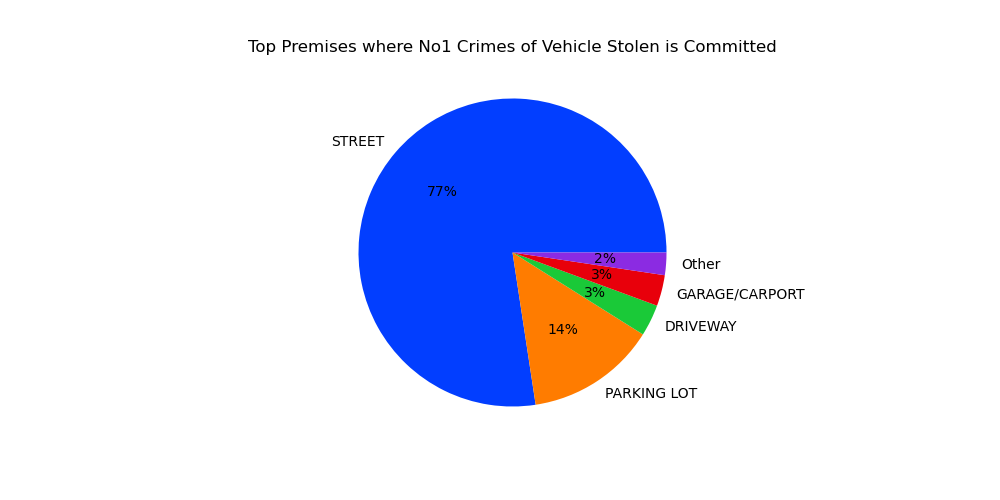 Top Premises where No1 Crimes of Vehicle Stolen is Committed
STREET
77%
2%
Other
3%
GARAGE/CARPORT
3%
DRIVEWAY
14%
PARKING LOT